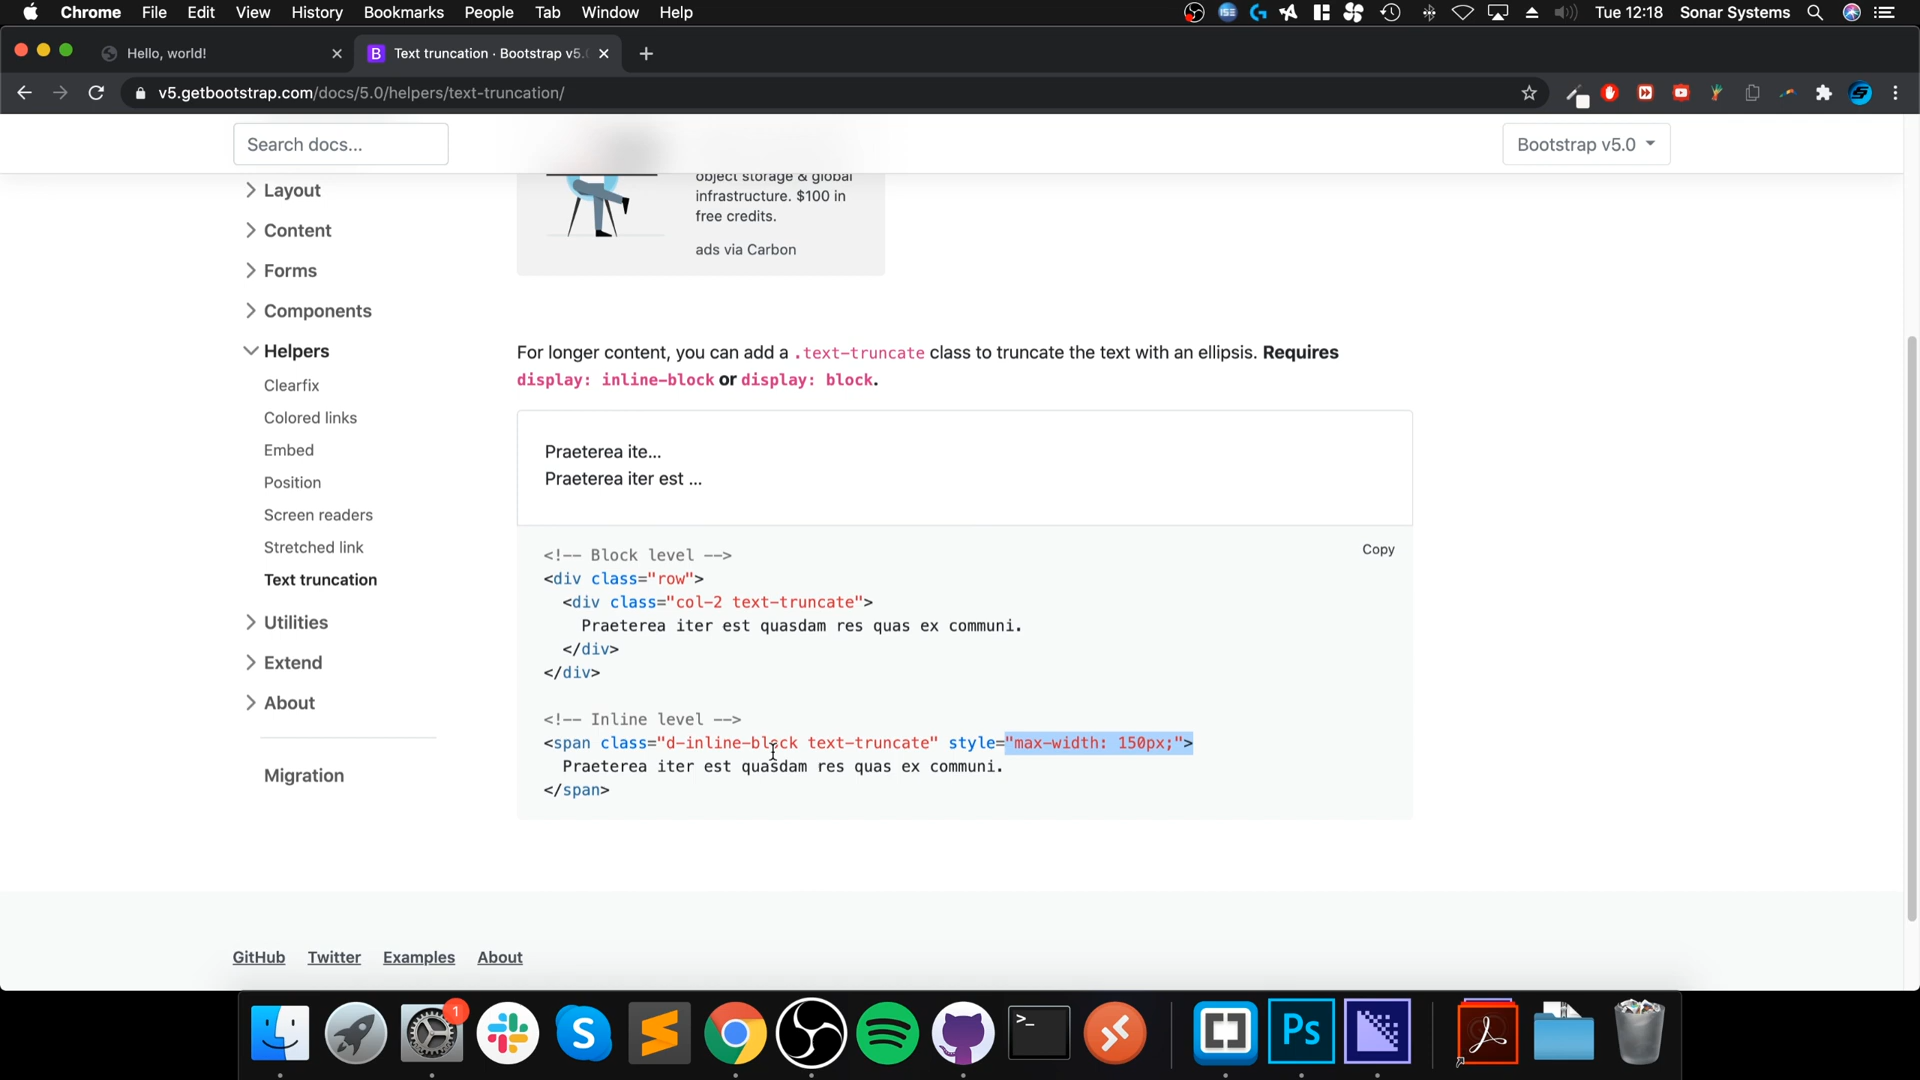 Chrome File Edit View History Bookmarks People Tab Window Help
Tue 12:18 Sonar Systems
Hello, world!
B Text truncation · Bootstrap v5.
v5.getbootstrap.com/docs/5.0/helpers/text-truncation/
Search docs...
Bootstrap v5.0
Layout
Content
Forms
Components
Helpers
Clearfix
Colored links
Embed
Position
Screen readers
Stretched link
Text truncation
Utilities
Extend
About
Migration
object storage & global
infrastructure. $100 in
free credits.
ads via Carbon
For longer content, you can add a .text-truncate class to truncate the text with an ellipsis. Requires
display: inline-block or display: block.
Praeterea ite...
Praeterea iter est ...
Copy
<!-- Block level -->
<div class="row">
<div class="col-2 text-truncate">
Praeterea iter est quasdam res quas ex communi.
</div>
</div>
<!-- Inline level -->
<span class="d-inline-block text-truncate" style="max-width: 150px;">
Praeterea iter est quasdam res quas ex communi.
</span>
GitHub Twitter Examples About
1
Ps